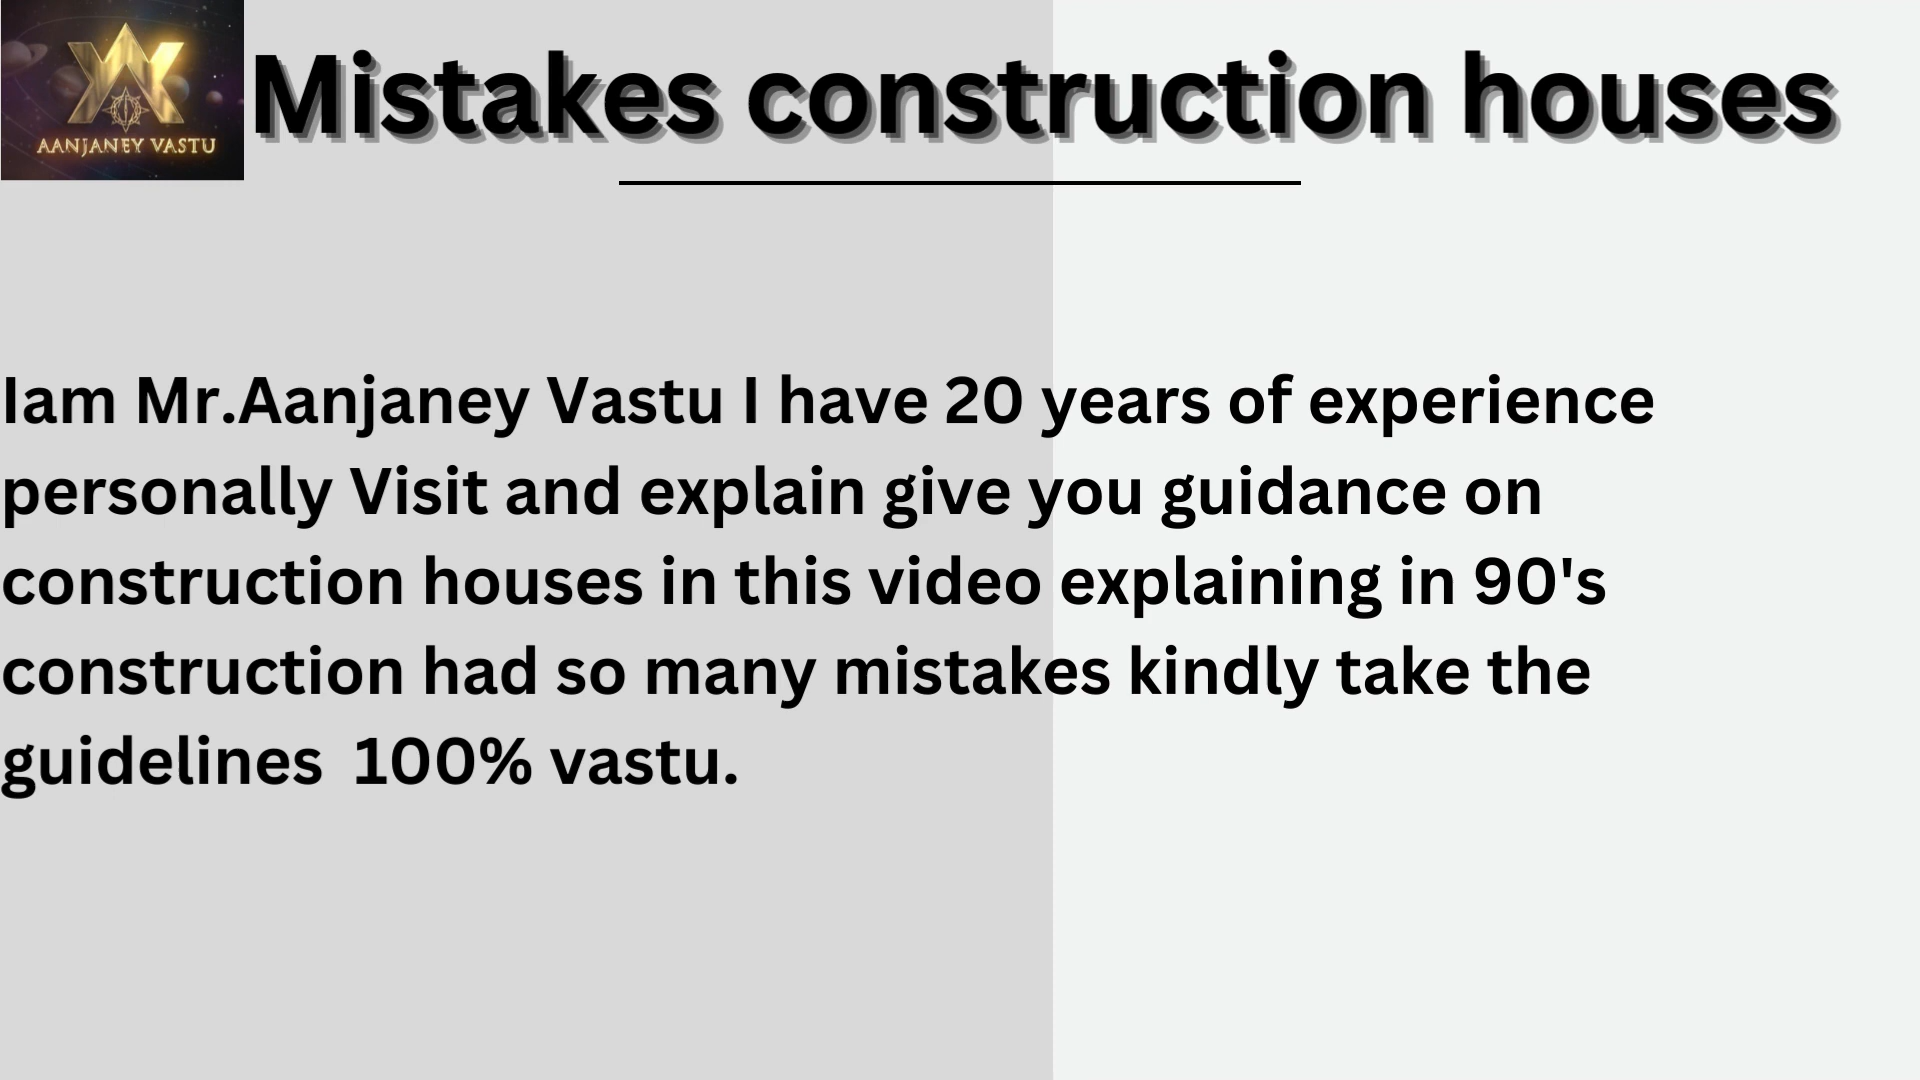 AANJANEY VASTU
Mistakes construction houses
Iam Mr.Aanjaney Vastu I have 20 years of experience
personally Visit and explain give you guidance on
construction houses in this video explaining in 90's
construction had so many mistakes kindly take the
guidelines  100% vastu.